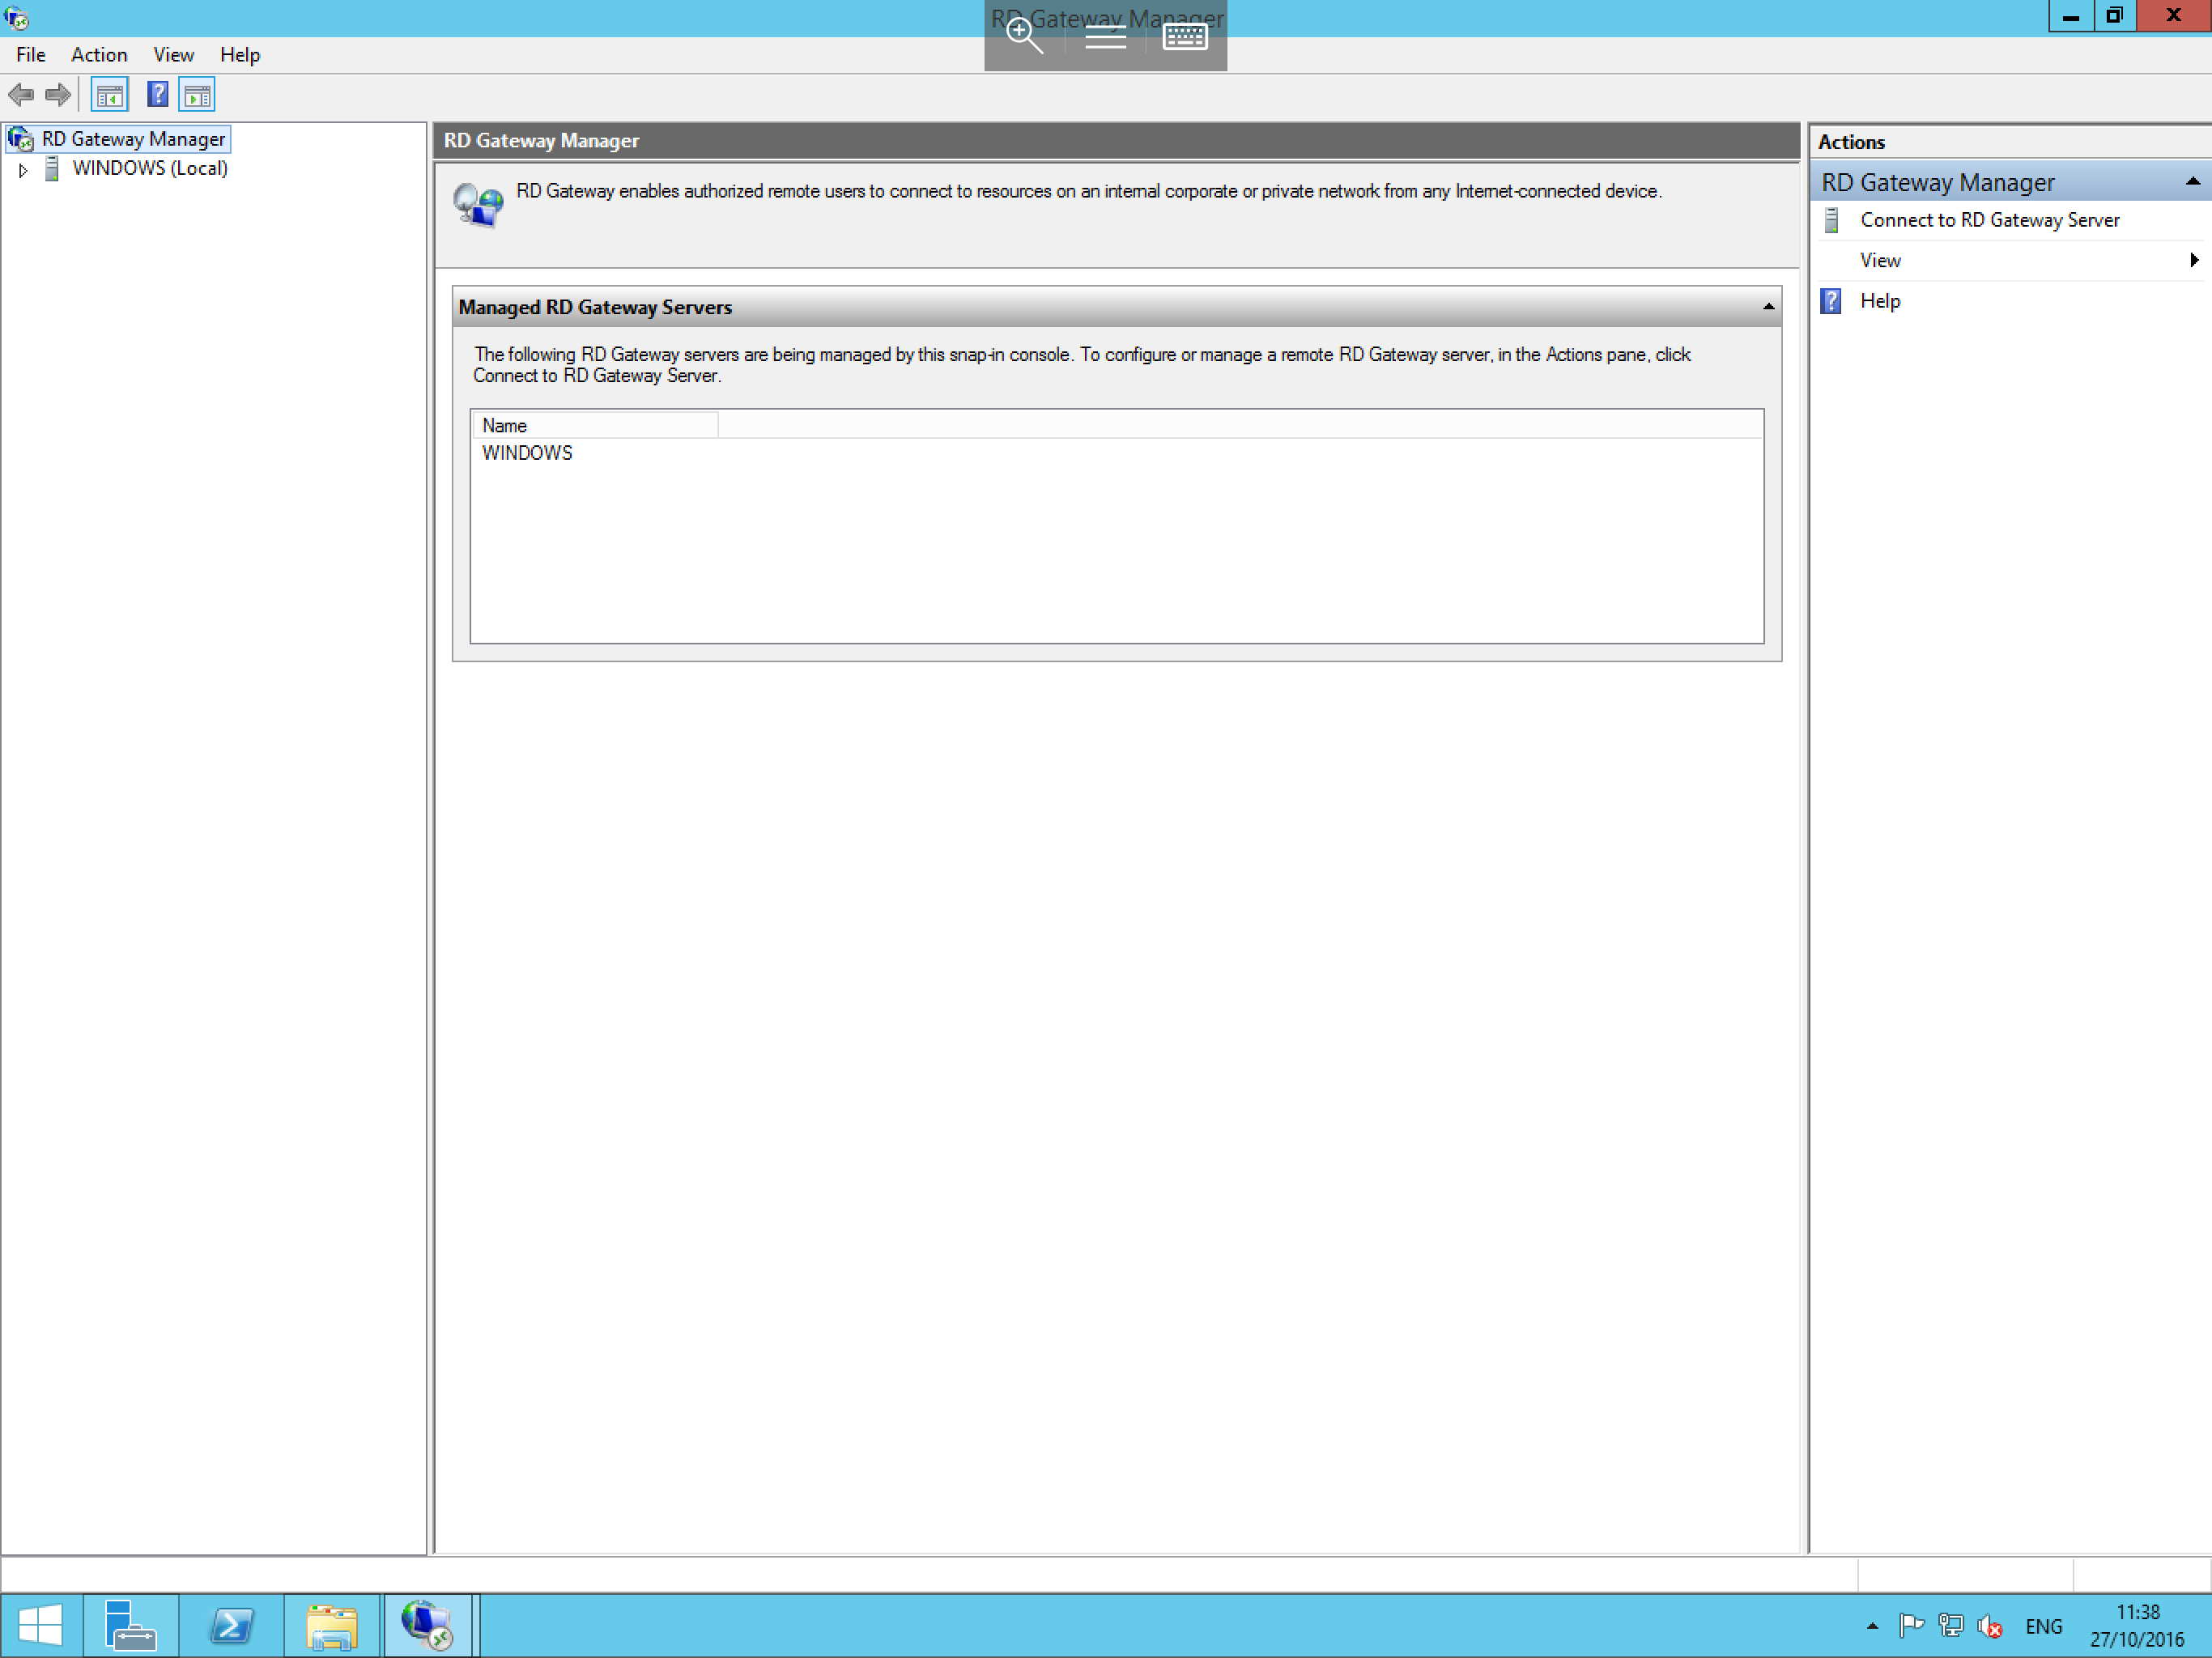 RD Gateway Manager
File Action View Help
RD Gateway Manager
WINDOWS (Local)
RD Gateway Manager
RD Gateway enables authorized remote users to connect to resources on an internal corporate or private network from any Internet-connected device.
Managed RD Gateway Servers
The following RD Gateway servers are being managed by this snap-in console. To configure or manage a remote RD Gateway server, in the Actions pane, click
Connect to RD Gateway Server.
Name
WINDOWS
Actions
RD Gateway Manager
Connect to RD Gateway Server
View
Help
ENG
11:38
27/10/2016